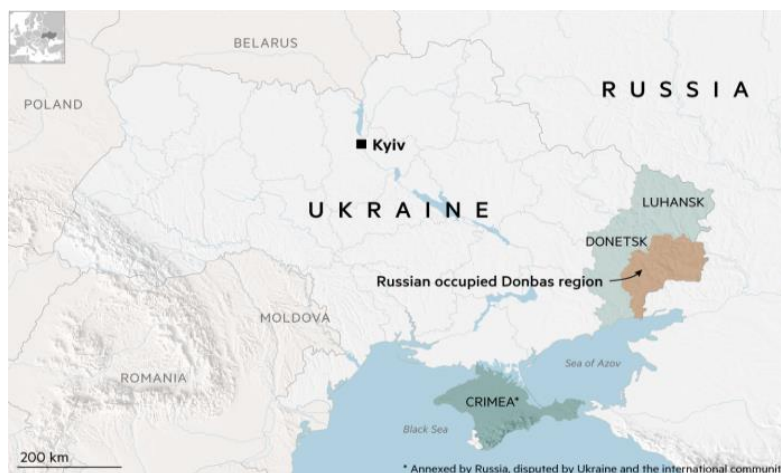 BELARUS
POLAND
RUSSIA
Kyiv
LUHANSK
UKRAINE
DONETSK
Russian occupied Donbas region
MOLDOVA
Sea of Azov
ROMANIA
CRIMEA*
Black Sea
200 km
* Annexed by Russia, disputed by Ukraine and the international communit